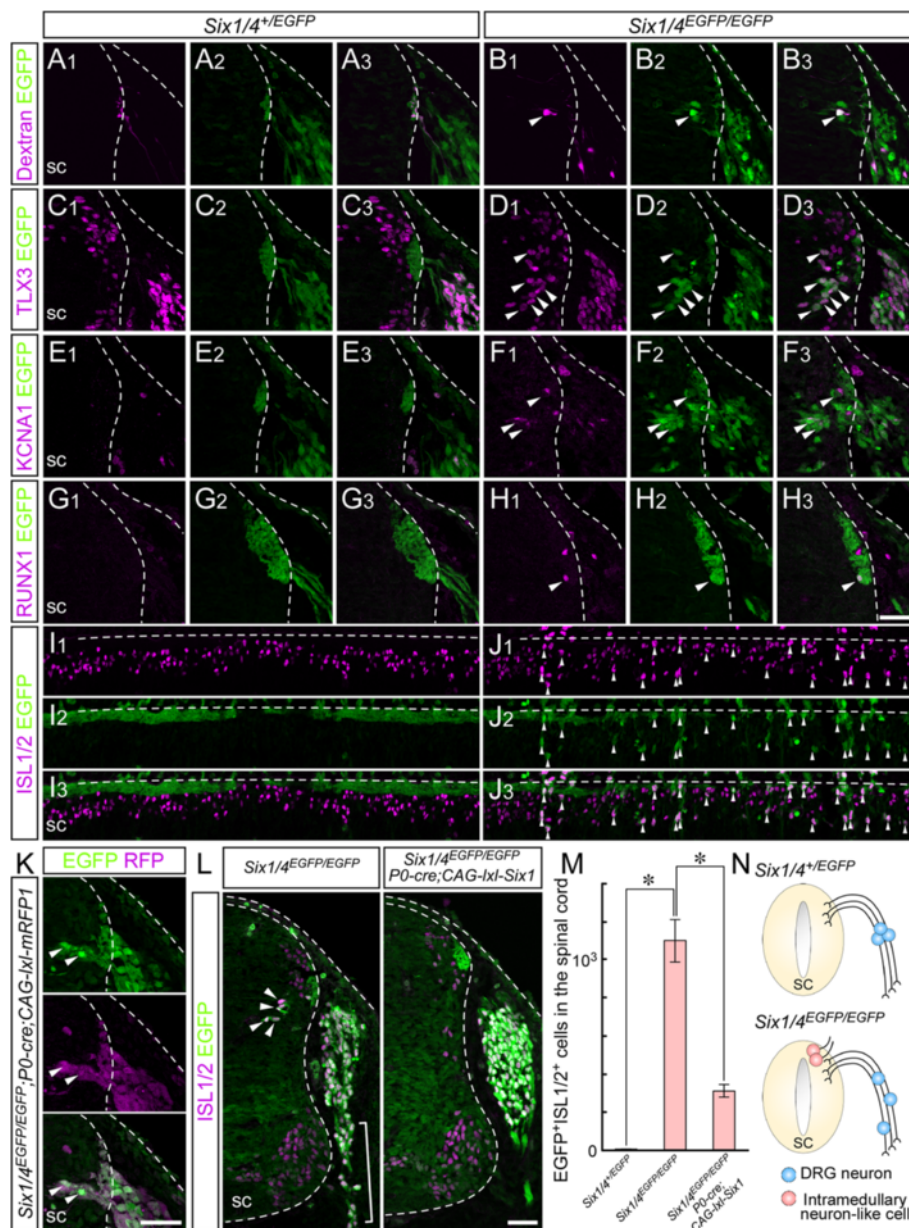 Six1/4+/EGFP Six1/4EGFP/EGFP
Dextran EGFP
A1 A2 A3 B1 B2 B3
SC
TLX3 EGFP
C1 C2 C3 D1 D2 D3
SC
KCNA1 EGFP
E1 E2 E3 F1 F2 F3
SC
RUNX1 EGFP
G1 G2 G3 H1 H2 H3
SC
ISL1/2 EGFP
I1 J1
I2 J2
I3 J3
SC
K EGFP RFP
Six1/4EGFP/EGFP;P0-cre;CAG-lxl-mRFP1
L Six1/4EGFP/EGFP
Six1/4EGFP/EGFP
P0-cre;CAG-lxl-Six1
ISL1/2 EGFP
SC
M
EGFP+ISL1/2+ cells in the spinal cord
* *
10³
0
Six1/4+/EGFP
Six1/4EGFP/EGFP
Six1/4EGFP/EGFP
P0-cre;
CAG-lxl-Six1
N Six1/4+/EGFP
SC
Six1/4EGFP/EGFP
SC
DRG neuron
Intramedullary
neuron-like cell